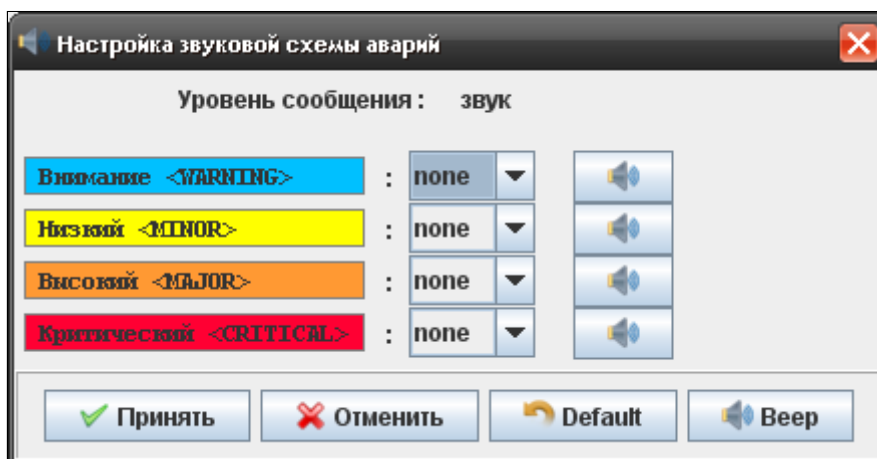 Настройка звуковой схемы аварий
Уровень сообщения : звук
Внимание <WARNING> : none
Низкий <MINOR> : none
Высокий <MAJOR> : none
Критический <CRITICAL> : none
Принять Отменить Default Beep